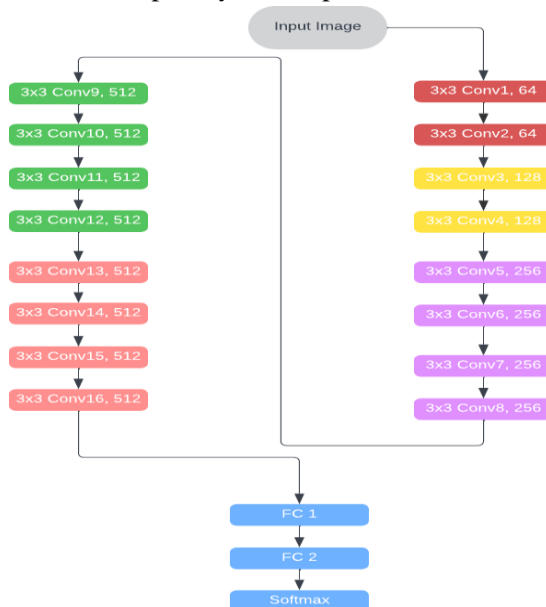 Input Image
3x3 Conv1, 64
3x3 Conv2, 64
3x3 Conv3, 128
3x3 Conv4, 128
3x3 Conv5, 256
3x3 Conv6, 256
3x3 Conv7, 256
3x3 Conv8, 256
3x3 Conv9, 512
3x3 Conv10, 512
3x3 Conv11, 512
3x3 Conv12, 512
3x3 Conv13, 512
3x3 Conv14, 512
3x3 Conv15, 512
3x3 Conv16, 512
FC 1
FC 2
Softmax